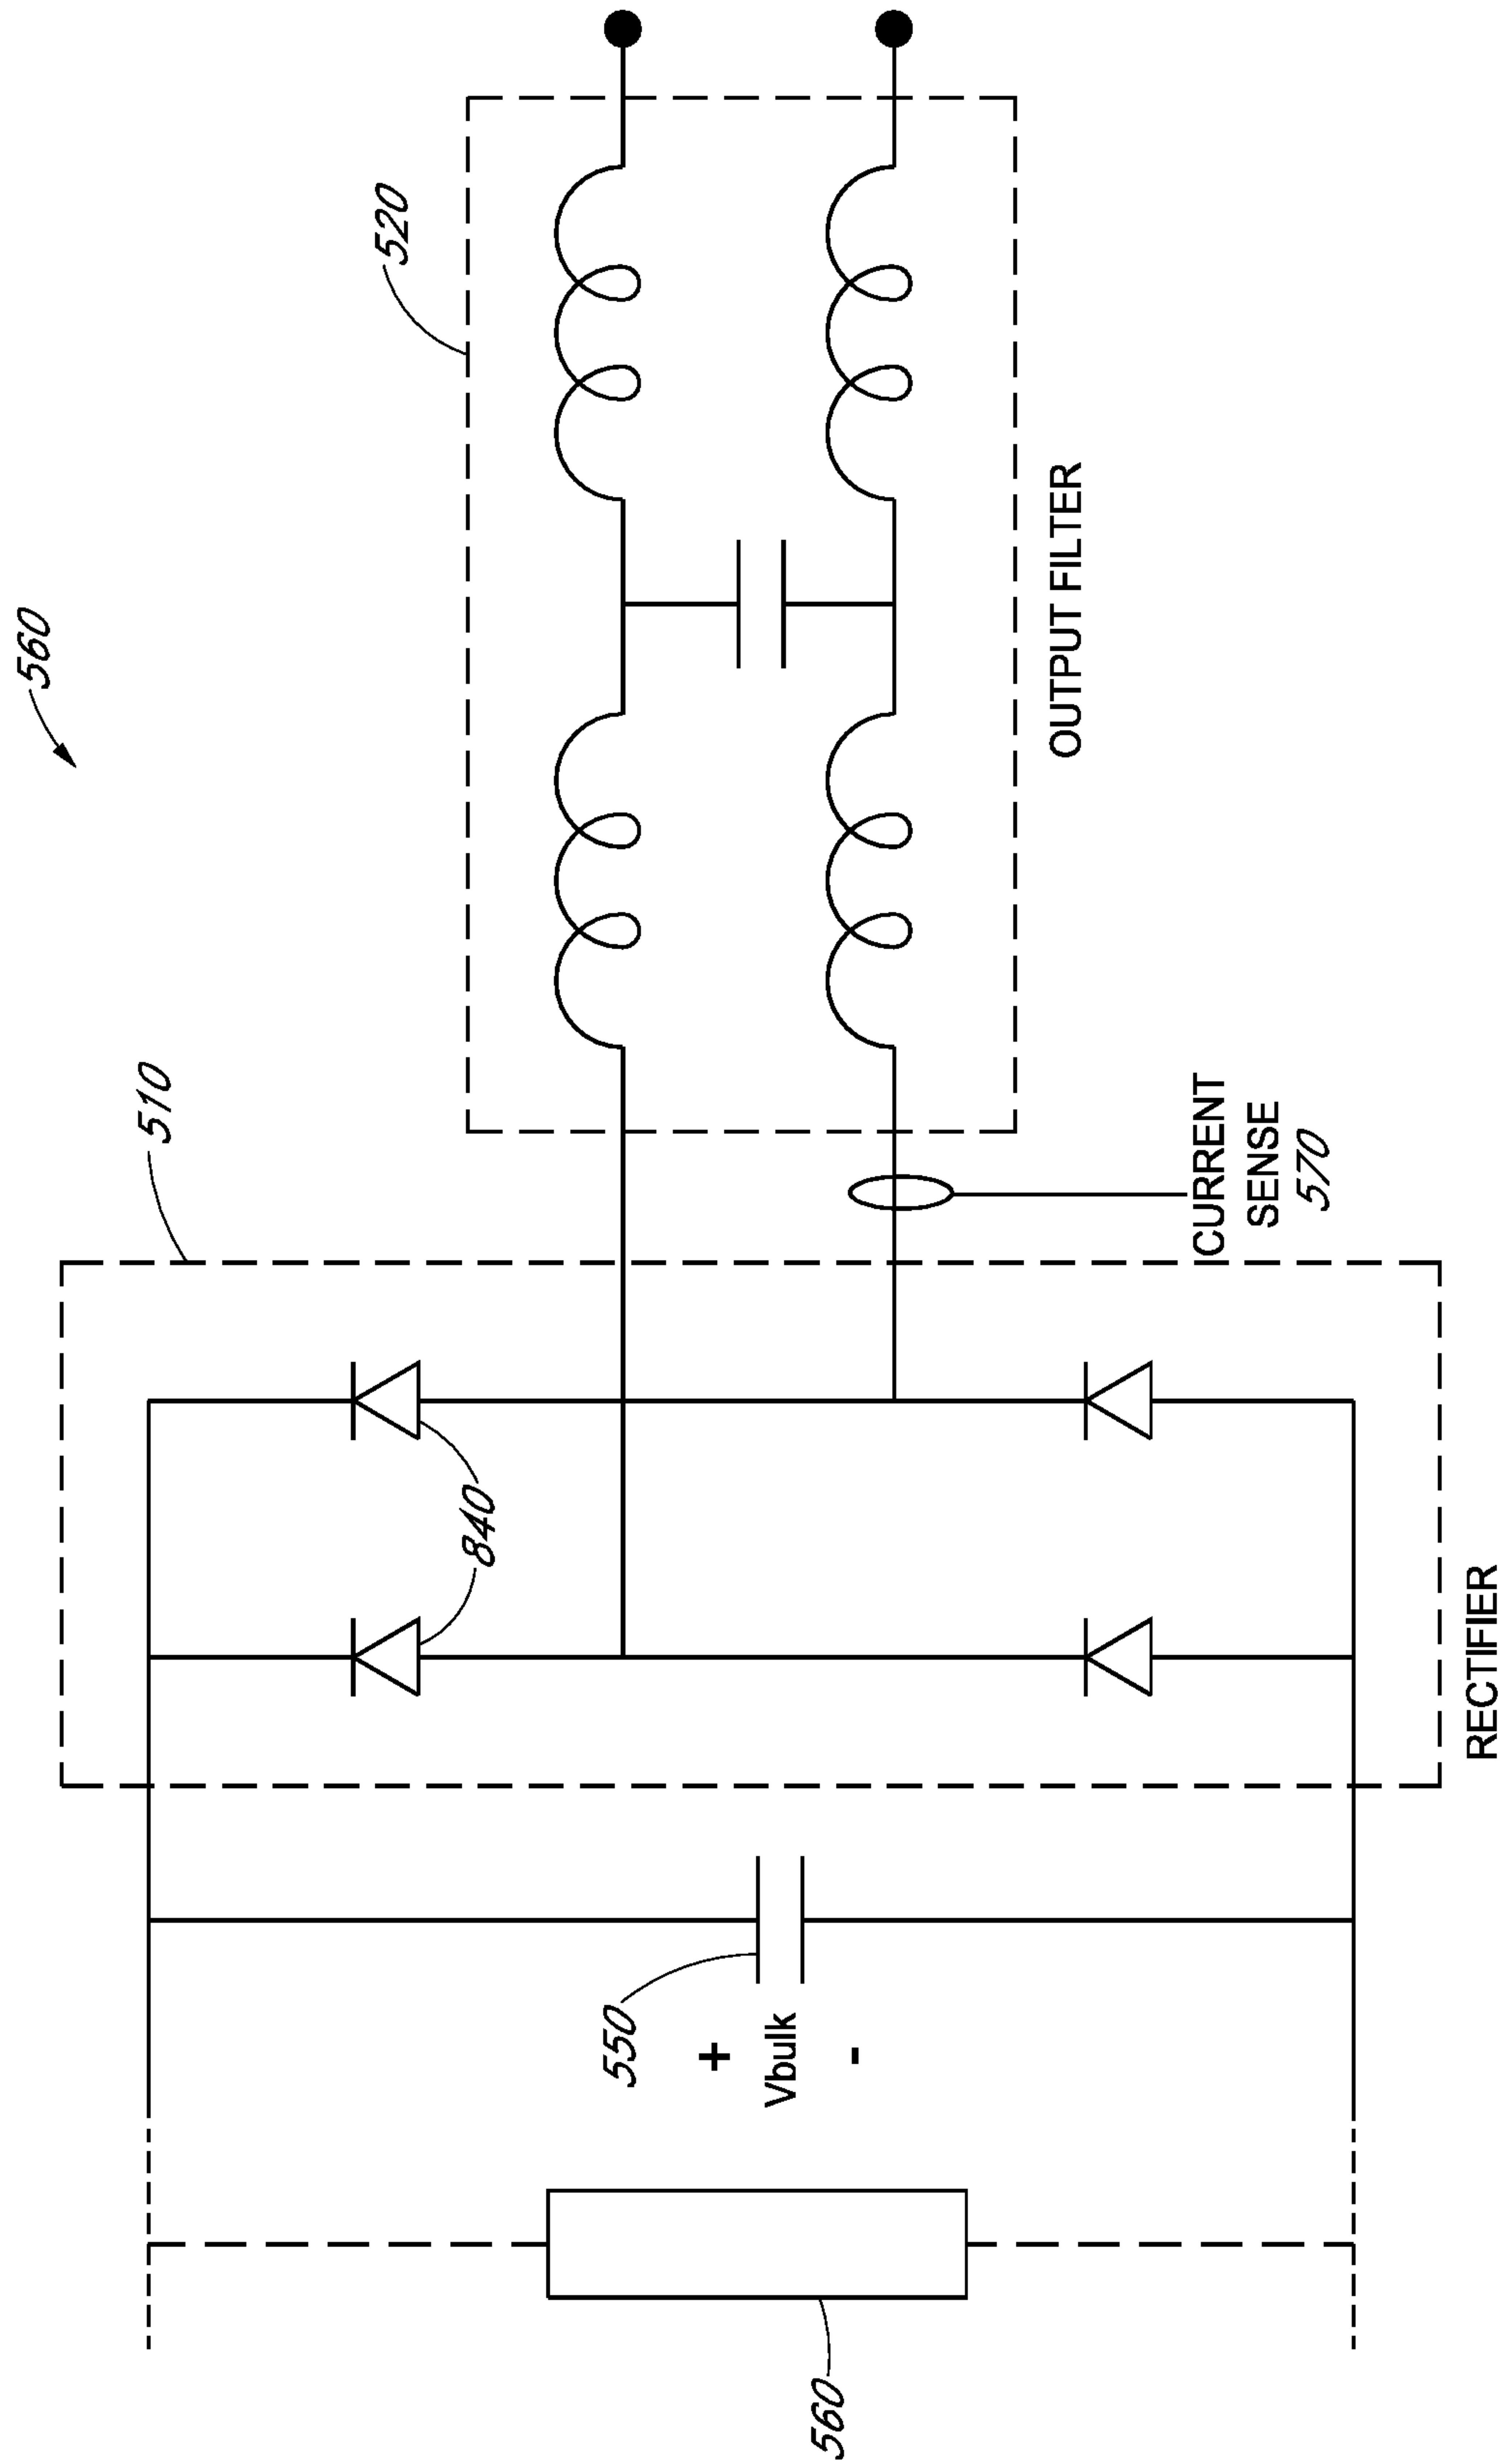 560
510
520
840
550
+
Vbulk
-
560
OUTPUT FILTER
CURRENT
SENSE
570
RECTIFIER